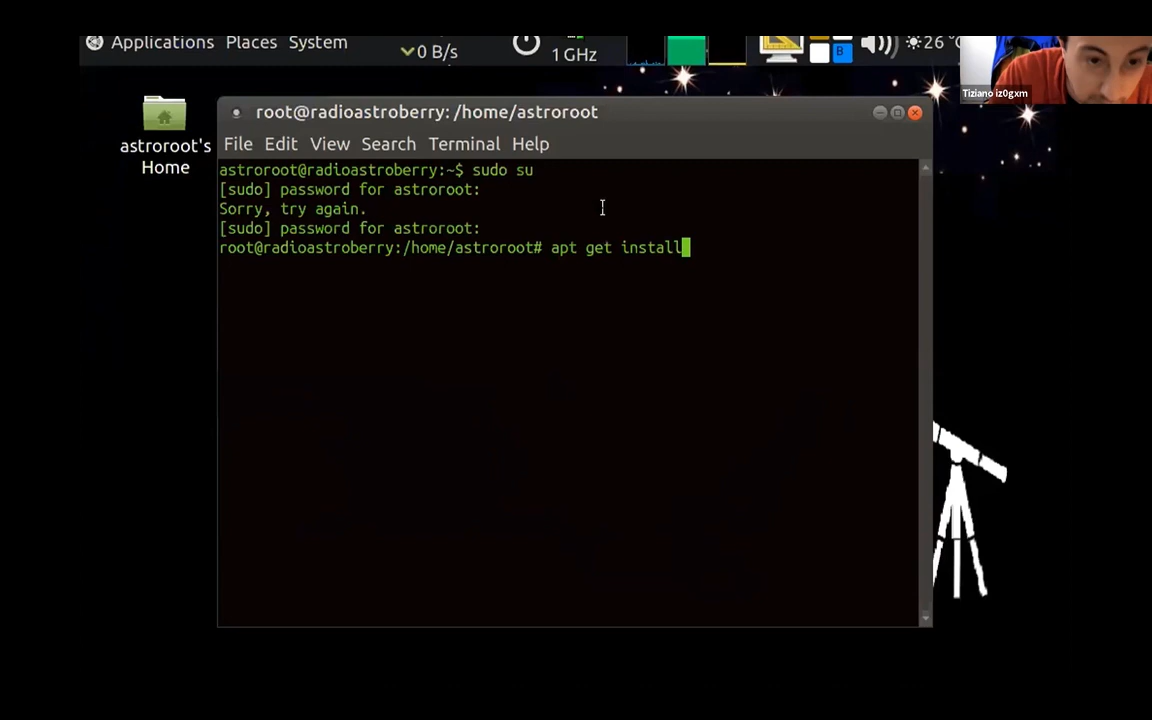 Applications Places System
0 B/s
1 GHz
26 °C
Tiziano iz0gxm
astroroot's
Home
root@radioastroberry: /home/astroroot
File Edit View Search Terminal Help
astroroot@radioastroberry:~$ sudo su
[sudo] password for astroroot:
Sorry, try again.
[sudo] password for astroroot:
root@radioastroberry:/home/astroroot# apt get install